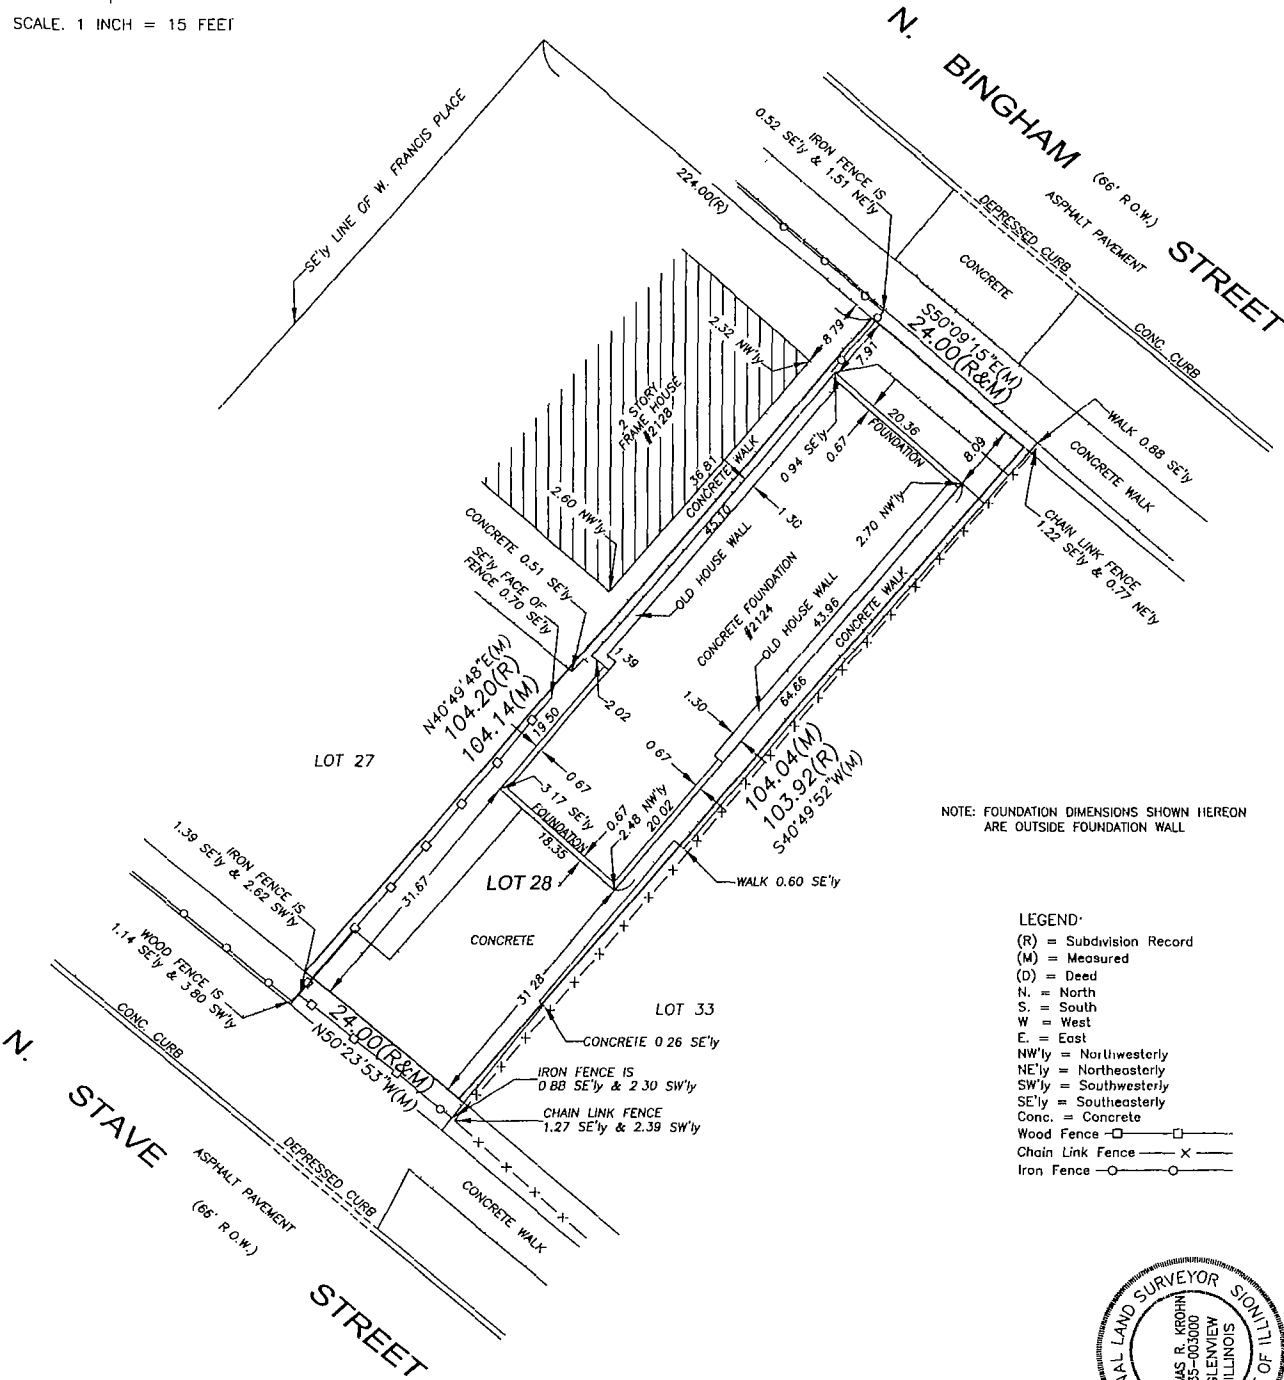 SCALE. 1 INCH = 15 FEET
N. BINGHAM STREET
(66' R.O.W.)
ASPHALT PAVEMENT
DEPRESSED CURB
CONC. CURB
CONCRETE
SE'ly LINE OF W. FRANCIS PLACE
224.00(R)
IRON FENCE IS
0.52 SE'ly & 1.51 NE'ly
S50°09'15"E(M)
24.00(R&M)
WALK 0.88 SE'ly
CONCRETE WALK
CHAIN LINK FENCE
1.22 SE'ly & 0.77 NE'ly
2.32 NW'ly
8.79
7.91
2 STORY
FRAME HOUSE
#2128
20.36
FOUNDATION
0.67
0.94 SE'ly
8.09
2.70 NW'ly
36.81
CONCRETE WALK
45.10
1.30
OLD HOUSE WALL
2.60 NW'ly
CONCRETE 0.51 SE'ly
SE'ly FACE OF
FENCE 0.70 SE'ly
CONCRETE FOUNDATION
#2124
OLD HOUSE WALL
43.96
CONCRETE WALK
64.66
1.39
2.02
1.30
N40°49'48"E(M)
104.20(R)
104.14(M)
19.50
0.67
0.67
104.04(M)
103.92(R)
S40°49'52"W(M)
LOT 27
3.17 SE'ly
FOUNDATION
18.35
0.67
2.48 NW'ly
20.02
NOTE: FOUNDATION DIMENSIONS SHOWN HEREON
ARE OUTSIDE FOUNDATION WALL
LOT 28
WALK 0.60 SE'ly
31.67
CONCRETE
31.28
LOT 33
IRON FENCE IS
1.39 SE'ly & 2.62 SW'ly
WOOD FENCE IS
1.14 SE'ly & 3.80 SW'ly
CONCRETE 0 26 SE'ly
24.00(R&M)
N50°23'53"W(M)
IRON FENCE IS
0 88 SE'ly & 2 30 SW'ly
CHAIN LINK FENCE
1.27 SE'ly & 2.39 SW'ly
CONC. CURB
N. STAVE STREET
ASPHALT PAVEMENT
(66' R O.W.)
DEPRESSED CURB
CONCRETE WALK
LEGEND:
(R) = Subdivision Record
(M) = Measured
(D) = Deed
N. = North
S. = South
W = West
E. = East
NW'ly = Northwesterly
NE'ly = Northeasterly
SW'ly = Southwesterly
SE'ly = Southeasterly
Conc. = Concrete
Wood Fence
Chain Link Fence
Iron Fence
LAND SURVEYOR
OF ILLINOIS
R. KROHN
35-003000
GLENVIEW
ILLINOIS